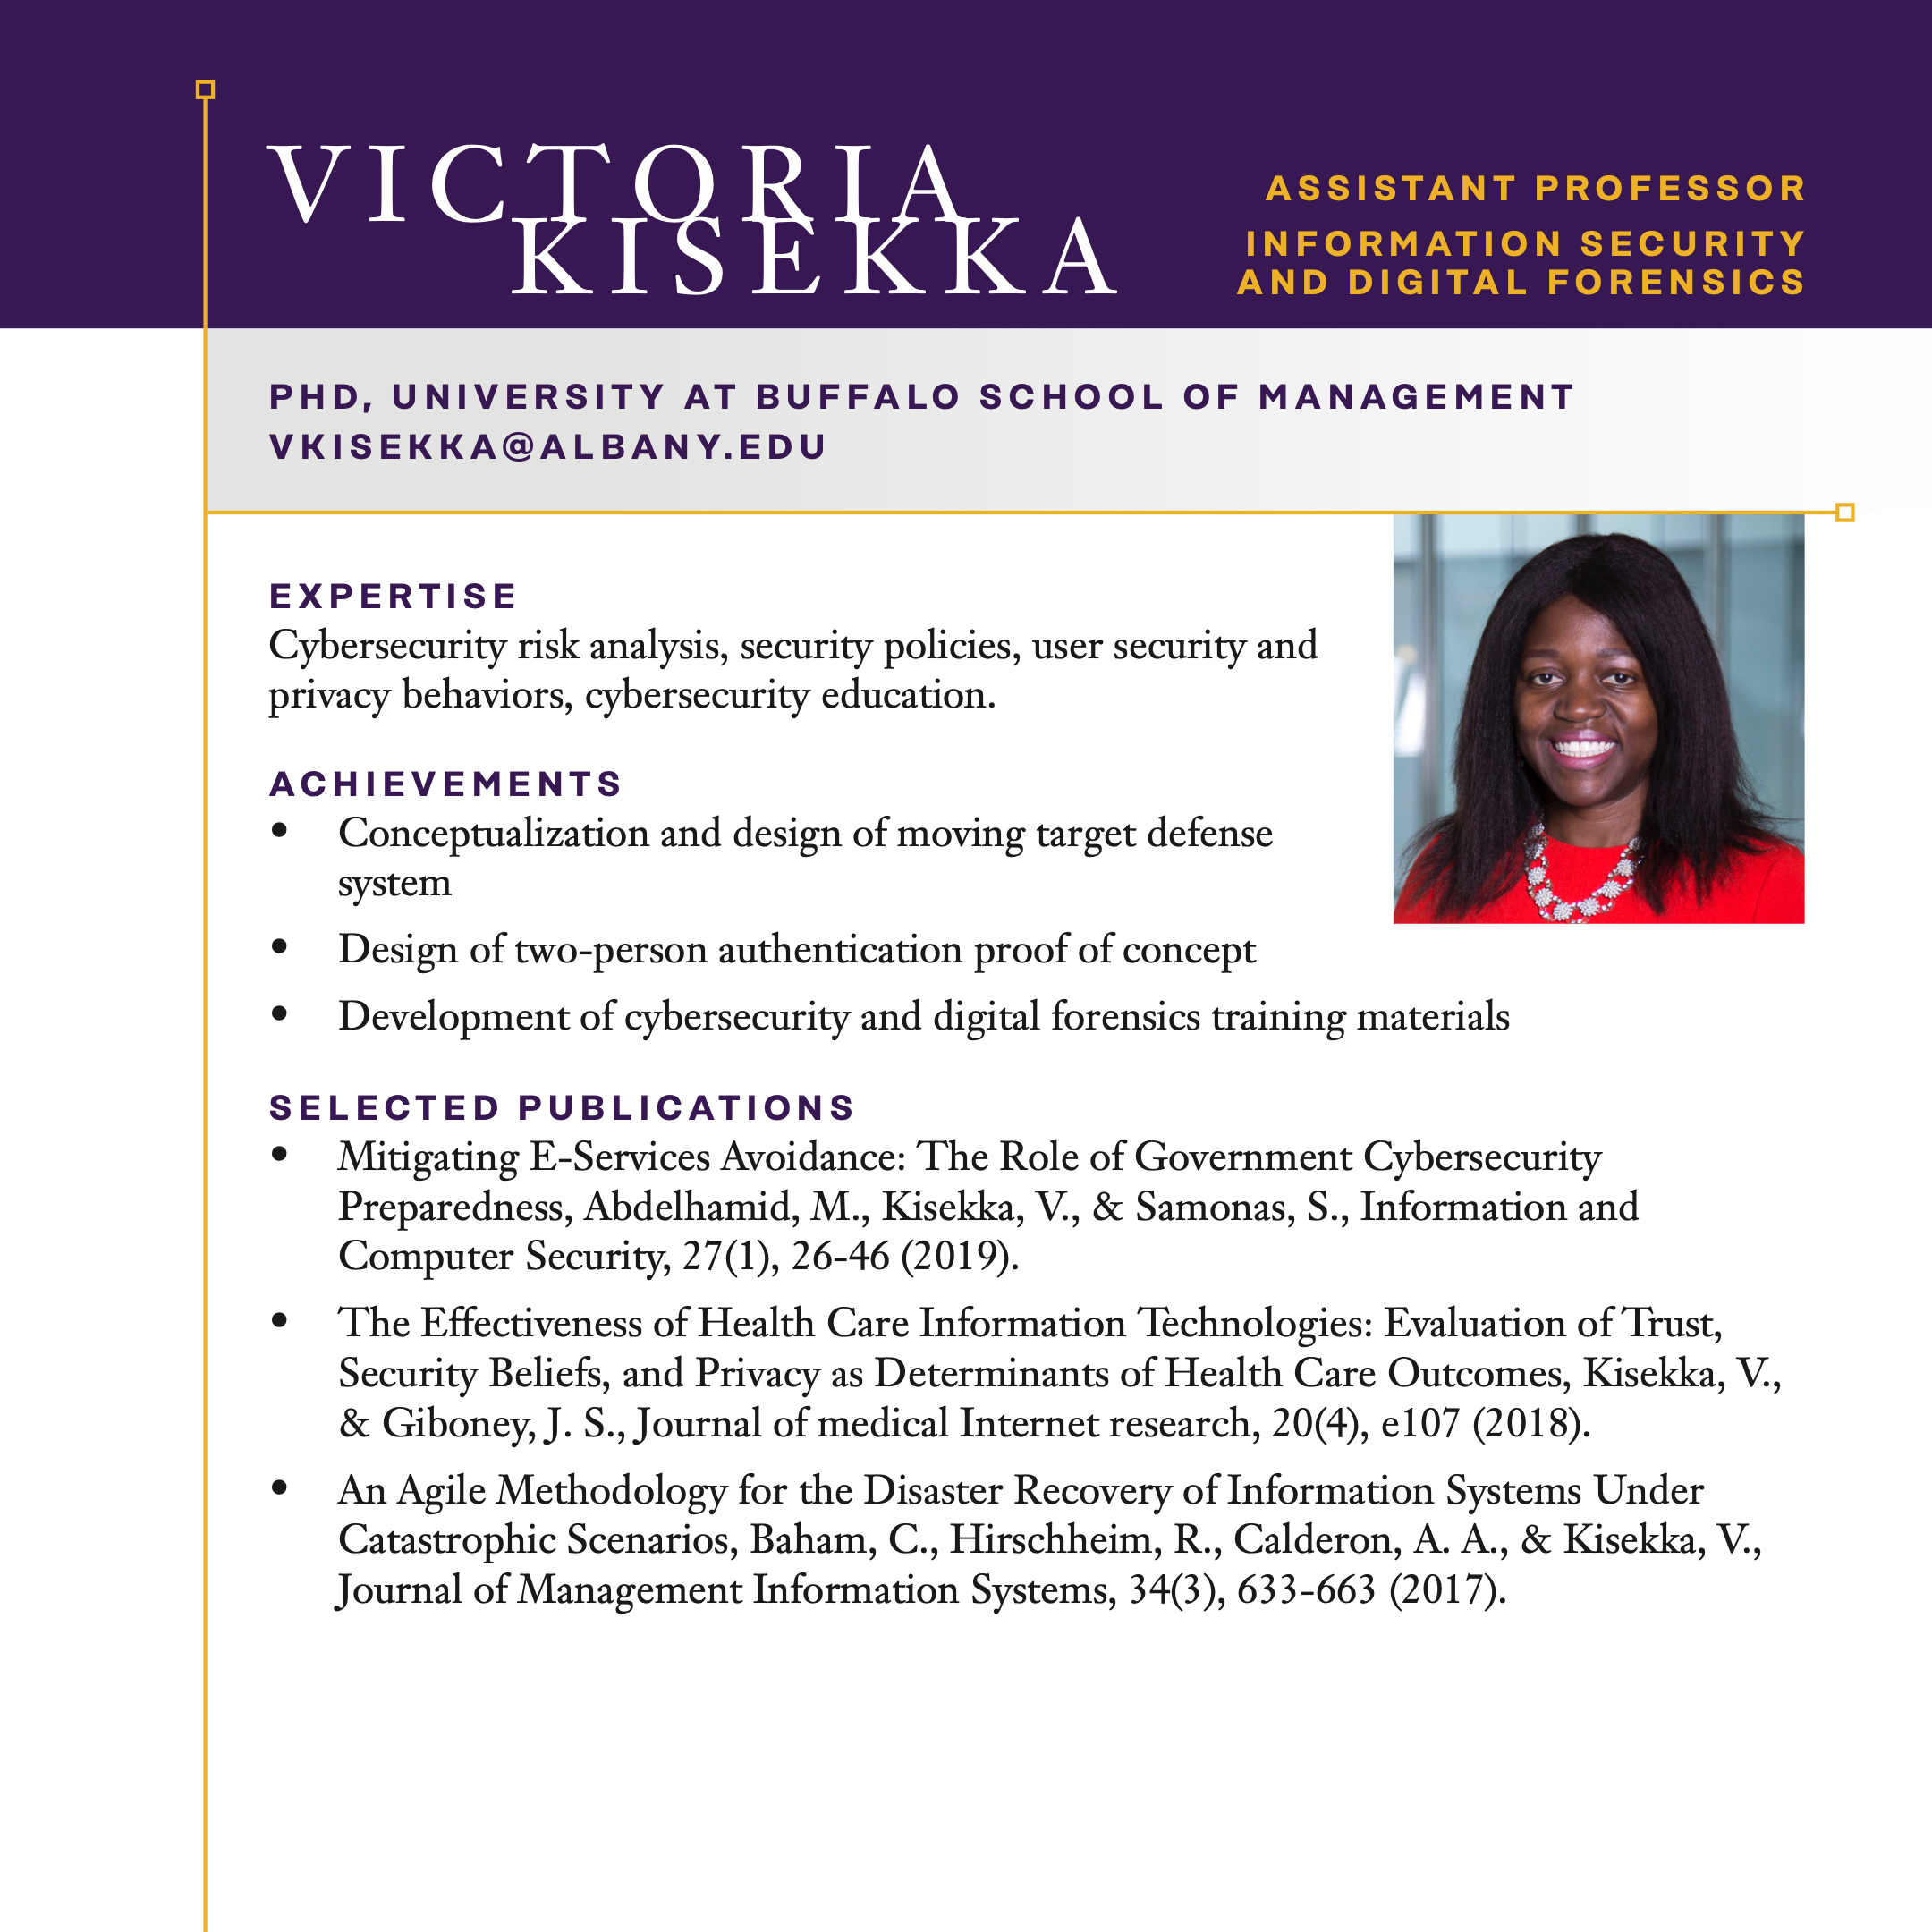 VICTORIA
KISEKKA
ASSISTANT PROFESSOR
INFORMATION SECURITY
AND DIGITAL FORENSICS
PHD, UNIVERSITY AT BUFFALO SCHOOL OF MANAGEMENT
VKISEKKA@ALBANY.EDU
EXPERTISE
Cybersecurity risk analysis, security policies, user security and
privacy behaviors, cybersecurity education.
ACHIEVEMENTS
• Conceptualization and design of moving target defense
system
• Design of two-person authentication proof of concept
• Development of cybersecurity and digital forensics training materials
SELECTED PUBLICATIONS
• Mitigating E-Services Avoidance: The Role of Government Cybersecurity
Preparedness, Abdelhamid, M., Kisekka, V., & Samonas, S., Information and
Computer Security, 27(1), 26-46 (2019).
• The Effectiveness of Health Care Information Technologies: Evaluation of Trust,
Security Beliefs, and Privacy as Determinants of Health Care Outcomes, Kisekka, V.,
& Giboney, J. S., Journal of medical Internet research, 20(4), e107 (2018).
• An Agile Methodology for the Disaster Recovery of Information Systems Under
Catastrophic Scenarios, Baham, C., Hirschheim, R., Calderon, A. A., & Kisekka, V.,
Journal of Management Information Systems, 34(3), 633-663 (2017).